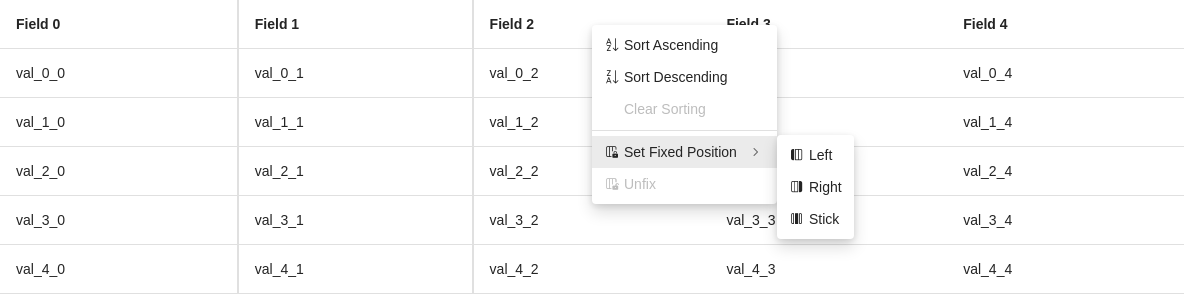 Field 0 Field 1 Field 2 Field 3 Field 4
val_0_0 val_0_1 val_0_2 val_0_4
val_1_0 val_1_1 val_1_2 val_1_4
val_2_0 val_2_1 val_2_2 val_2_4
val_3_0 val_3_1 val_3_2 val_3_3 val_3_4
val_4_0 val_4_1 val_4_2 val_4_3 val_4_4
Sort Ascending
Sort Descending
Clear Sorting
Set Fixed Position
Unfix
Left
Right
Stick